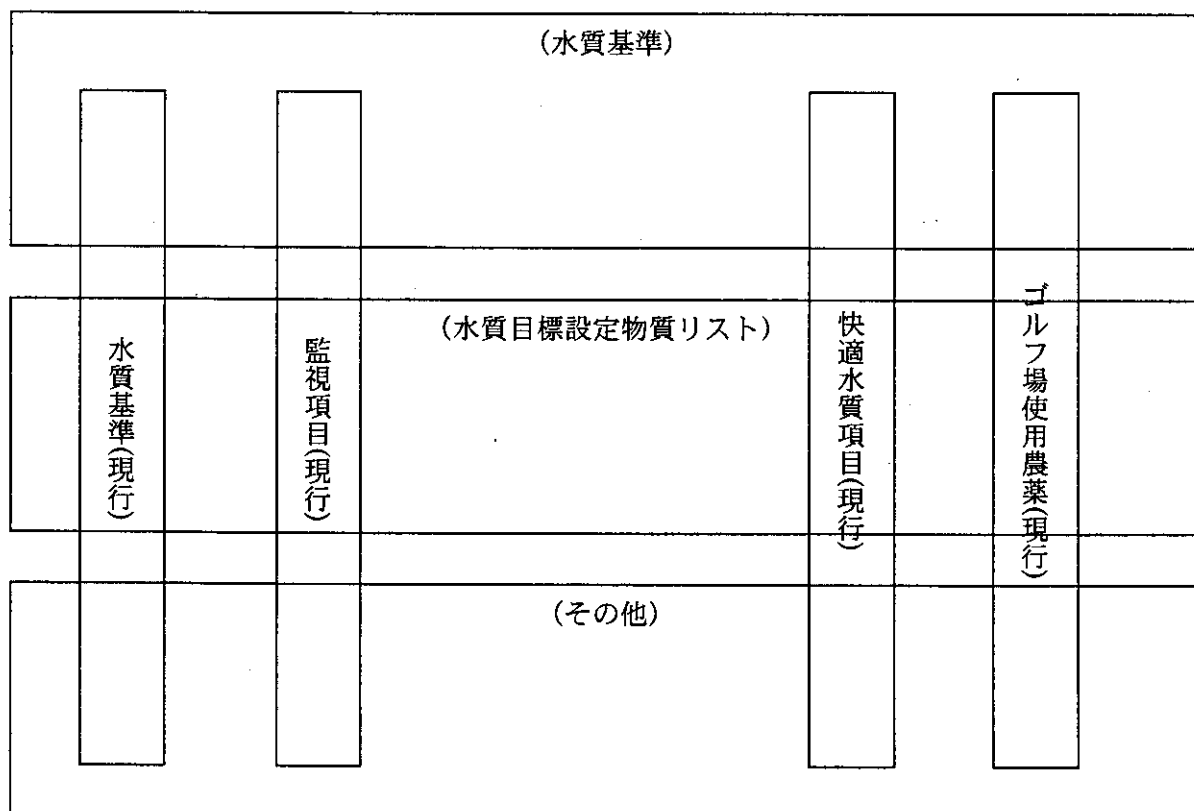 (水質基準)
(水質目標設定物質リスト)
(その他)
水質基準(現行)
監視項目(現行)
快適水質項目(現行)
ゴルフ場使用農薬(現行)